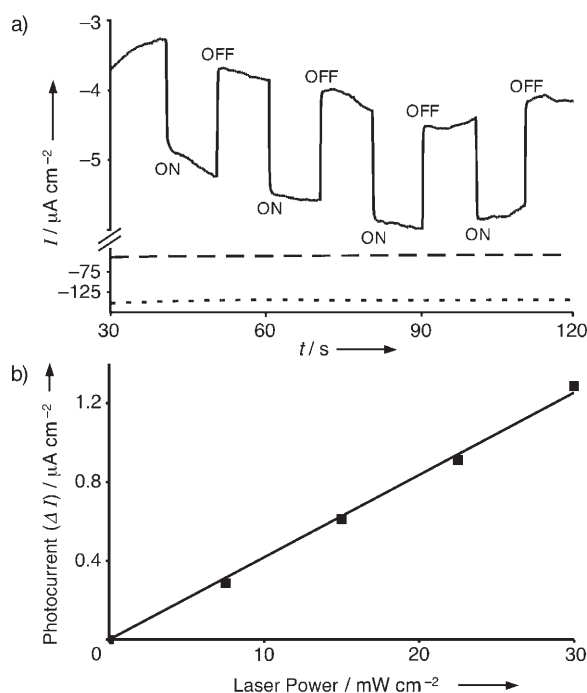 a)
−3
−4
−5
−75
−125
I / μA cm⁻²
OFF
OFF
OFF
OFF
ON
ON
ON
ON
30
60
90
120
t / s
b)
1.2
0.8
0.4
0
Photocurrent (Δ I) / μA cm⁻²
10
20
30
Laser Power / mW cm⁻²